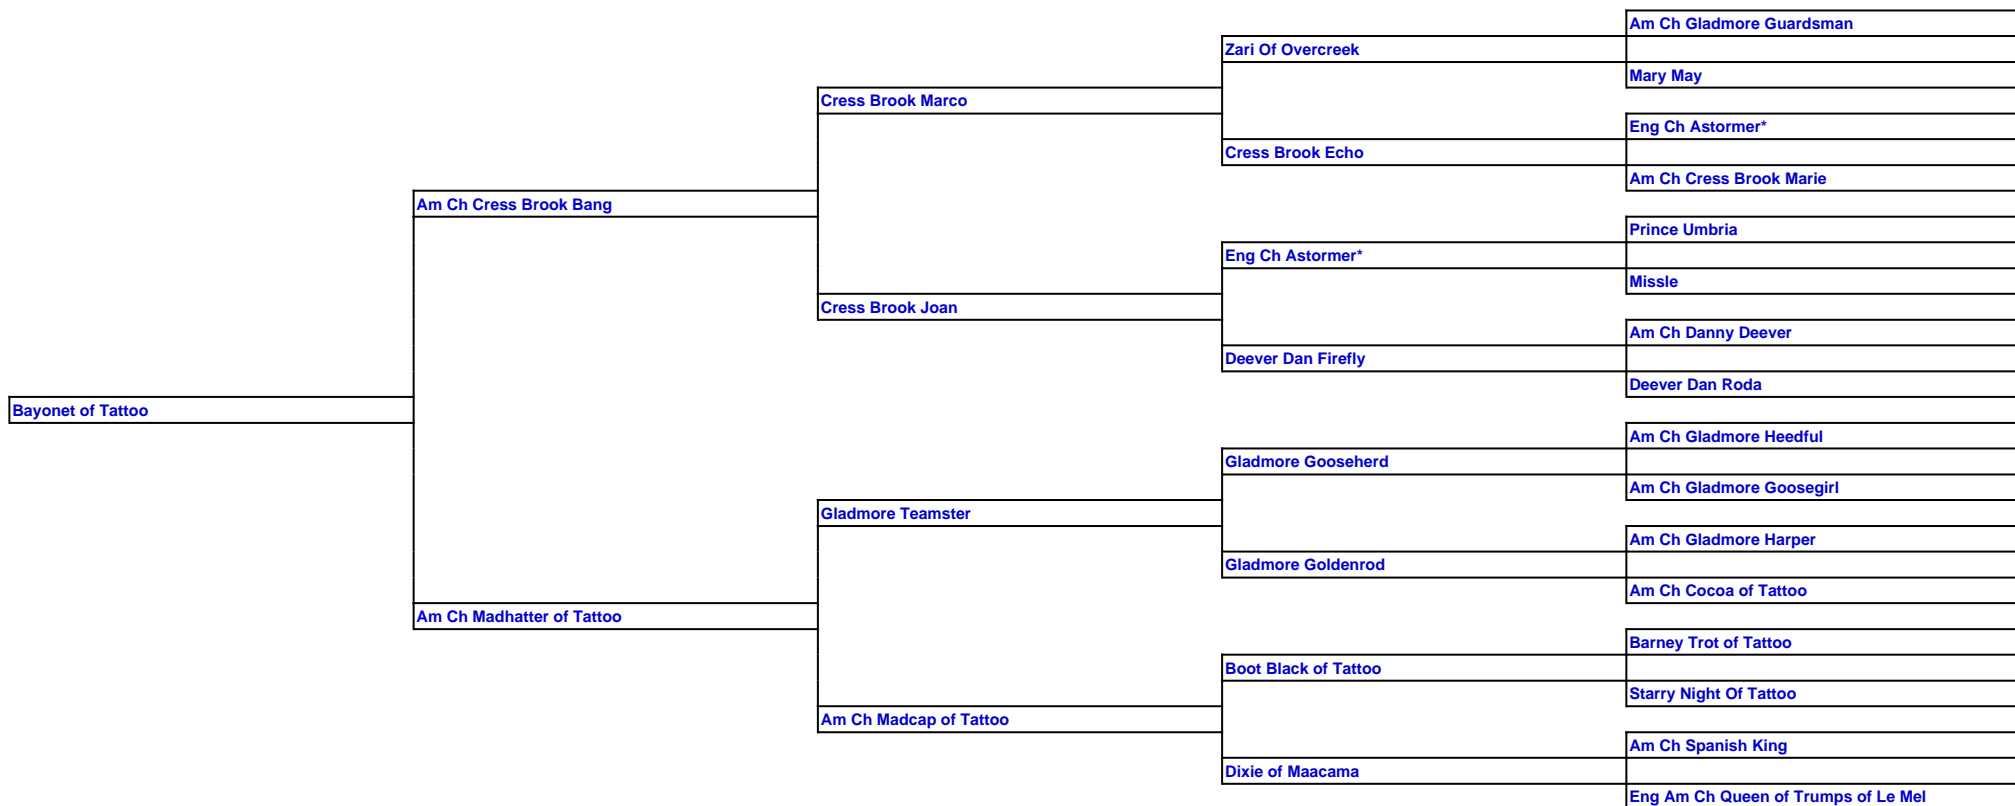 Am Ch Gladmore Guardsman
Zari Of Overcreek
Mary May
Cress Brook Marco
Eng Ch Astormer*
Cress Brook Echo
Am Ch Cress Brook Marie
Am Ch Cress Brook Bang
Prince Umbria
Eng Ch Astormer*
Missle
Cress Brook Joan
Am Ch Danny Deever
Deever Dan Firefly
Deever Dan Roda
Bayonet of Tattoo
Am Ch Gladmore Heedful
Gladmore Gooseherd
Am Ch Gladmore Goosegirl
Gladmore Teamster
Am Ch Gladmore Harper
Gladmore Goldenrod
Am Ch Cocoa of Tattoo
Am Ch Madhatter of Tattoo
Barney Trot of Tattoo
Boot Black of Tattoo
Starry Night Of Tattoo
Am Ch Madcap of Tattoo
Am Ch Spanish King
Dixie of Maacama
Eng Am Ch Queen of Trumps of Le Mel